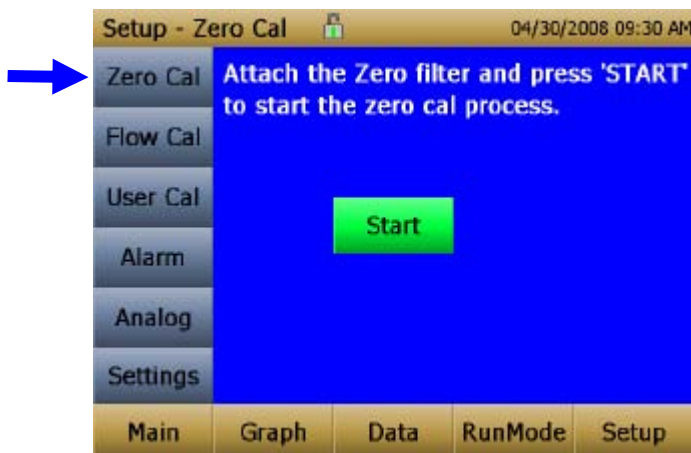 Setup - Zero Cal 04/30/2008 09:30 AM
Zero Cal
Attach the Zero filter and press 'START'
to start the zero cal process.
Flow Cal
User Cal
Start
Alarm
Analog
Settings
Main Graph Data RunMode Setup